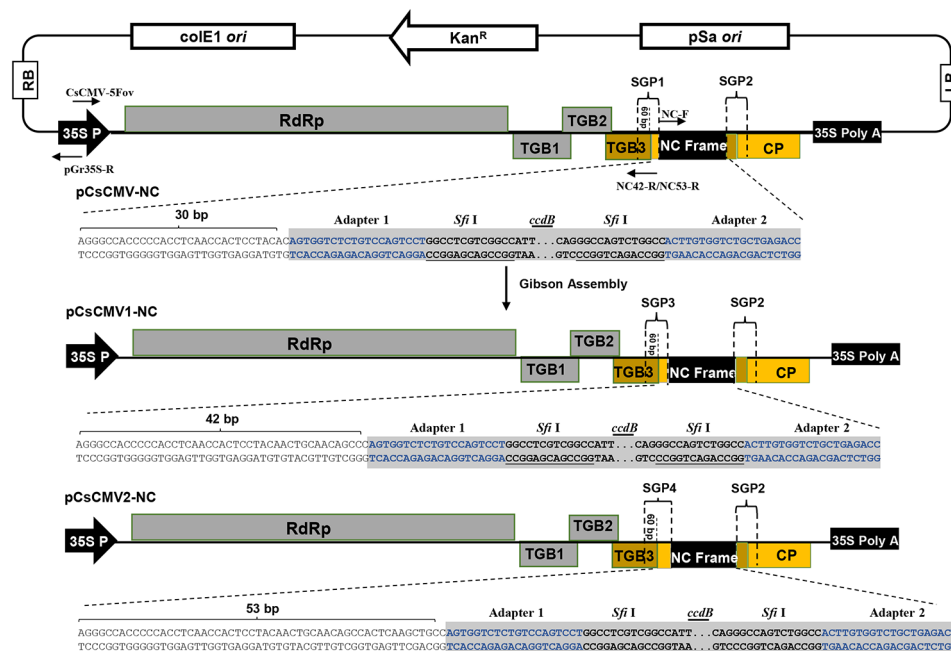 colE1 ori
Kan^R
pSa ori
RB
LB
CsCMV-5Fov
SGP1
SGP2
60 bp
NC-F
35S P
RdRp
TGB2
TGB1
TGB3
NC Frame
CP
35S Poly A
pGr35S-R
NC42-R/NC53-R
pCsCMV-NC
30 bp
Adapter 1
Sfi I
ccdB
Sfi I
Adapter 2
AGGGCCACCCCCACCTCAACCACTCCTACACAGTGGTCTCTGTCCAGTCCTGGCCTCGTCGGCCATT...CAGGGCCAGTCTGGCCACTTGTGGTCTGCTGAGACC
TCCCGGTGGGGGTGGAGTTGGTGAGGATGTGTCACCAGAGACAGGTCAGGACCGGAGCAGCCGGTAA...GTCCCGGTCAGACCGGTGAACACCAGACGACTCTGG
Gibson Assembly
pCsCMV1-NC
SGP3
SGP2
60 bp
35S P
RdRp
TGB2
TGB1
TGB3
NC Frame
CP
35S Poly A
42 bp
Adapter 1
Sfi I
ccdB
Sfi I
Adapter 2
AGGGCCACCCCCACCTCAACCACTCCTACAACTGCAACAGCCCAGTGGTCTCTGTCCAGTCCTGGCCTCGTCGGCCATT...CAGGGCCAGTCTGGCCACTTGTGGTCTGCTGAGACC
TCCCGGTGGGGGTGGAGTTGGTGAGGATGTGTACGTTGTCGGGTCACCAGAGACAGGTCAGGACCGGAGCAGCCGGTAA...GTCCCGGTCAGACCGGTGAACACCAGACGACTCTGG
pCsCMV2-NC
SGP4
SGP2
60 bp
35S P
RdRp
TGB2
TGB1
TGB3
NC Frame
CP
35S Poly A
53 bp
Adapter 1
Sfi I
ccdB
Sfi I
Adapter 2
AGGGCCACCCCCACCTCAACCACTCCTACAACTGCAACAGCCACTCAAGCTGCCAGTGGTCTCTGTCCAGTCCTGGCCTCGTCGGCCATT...CAGGGCCAGTCTGGCCACTTGTGGTCTGCTGAGAC
TCCCGGTGGGGGTGGAGTTGGTGAGGATGTGTACGTTGTCGGTGAGTTCGACGGTCACCAGAGACAGGTCAGGACCGGAGCAGCCGGTAA...GTCCCGGTCAGACCGGTGAACACCAGACGACTCT